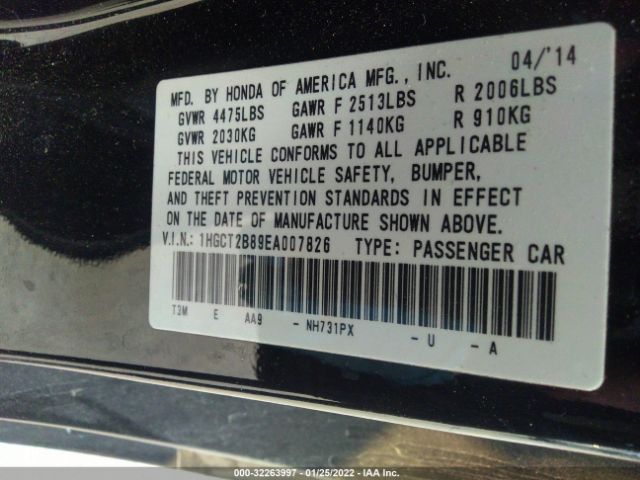 MFD. BY HONDA OF AMERICA MFG., INC. 04/'14
GVWR 4475LBS GAWR F 2513LBS R 2006LBS
GVWR 2030KG GAWR F 1140KG R 910KG
THIS VEHICLE CONFORMS TO ALL APPLICABLE
FEDERAL MOTOR VEHICLE SAFETY, BUMPER,
AND THEFT PREVENTION STANDARDS IN EFFECT
ON THE DATE OF MANUFACTURE SHOWN ABOVE.
V.I.N.: 1HGCT2B89EA007826 TYPE: PASSENGER CAR
T3M E AA9 - NH731PX - U - A
000-32263997 - 01/25/2022 - IAA Inc.